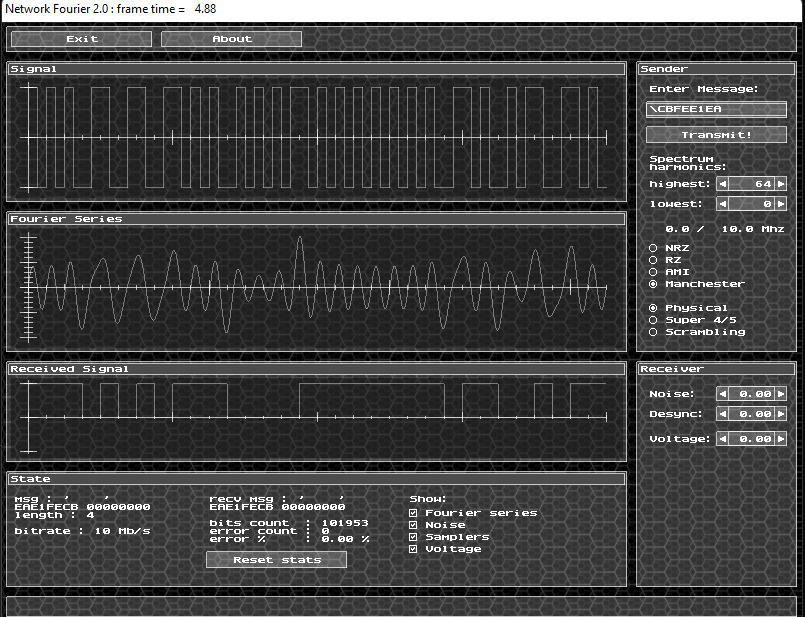 Network Fourier 2.0 : frame time = 4.88
Exit
About
Signal
Sender
Enter Message:
\CBFEE1EA
Transmit!
Spectrum
harmonics:
highest: 64
lowest: 0
0.0 / 10.0 Mhz
NRZ
RZ
AMI
Manchester
Physical
Super 4/5
Scrambling
Fourier Series
Received Signal
Receiver
Noise: 0.00
Desync: 0.00
Voltage: 0.00
State
msg : ' '
EAE1FECB 00000000
length : 4
bitrate : 10 Mb/s
recv msg : ' '
EAE1FECB 00000000
bits count : 101953
error count : 0
error % : 0.00 %
Reset stats
Show:
Fourier series
Noise
Samplers
Voltage